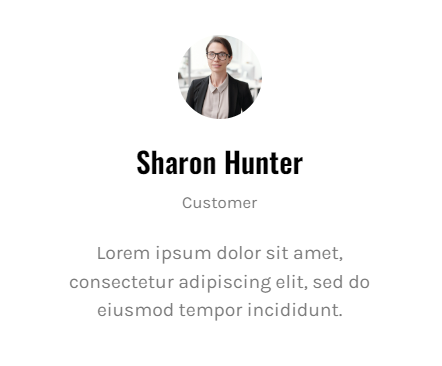 Sharon Hunter
Customer
Lorem ipsum dolor sit amet,
consectetur adipiscing elit, sed do
eiusmod tempor incididunt.